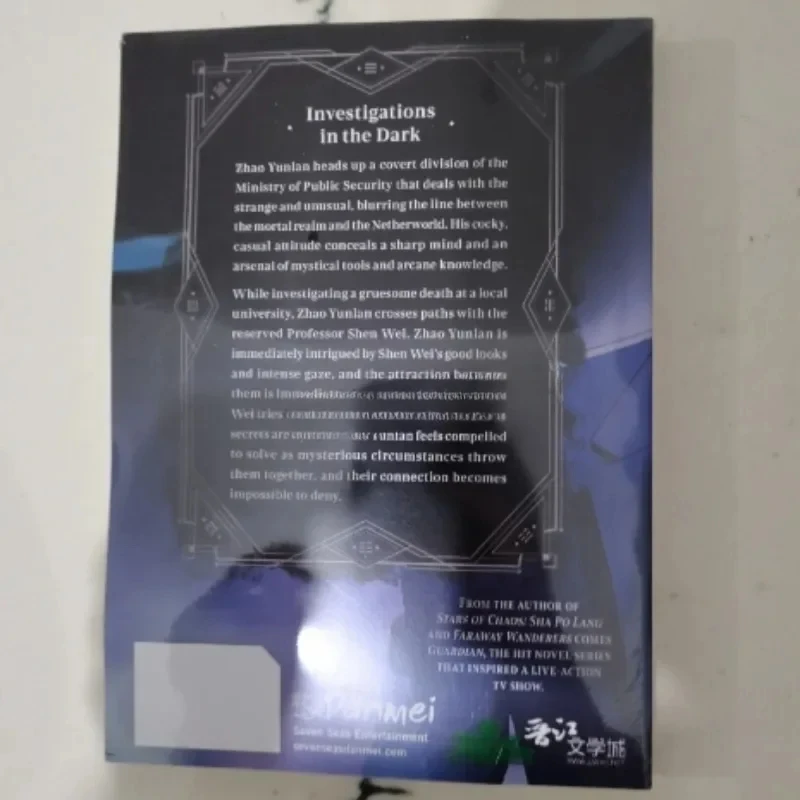 Investigations
in the Dark
Zhao Yunlan heads up a covert division of the
Ministry of Public Security that deals with the
strange and unusual, blurring the line between
the mortal realm and the Netherworld. His cocky,
casual attitude conceals a sharp mind and an
arsenal of mystical tools and arcane knowledge.
While investigating a gruesome death at a local
university, Zhao Yunlan crosses paths with the
reserved Professor Shen Wei. Zhao Yunlan is
immediately intrigued by Shen Wei's good looks
and intense gaze, and the attraction between
them is
Wei tries
secrets are feels compelled
to solve as mysterious circumstances throw
them together, and their connection becomes
impossible to deny.
FROM THE AUTHOR OF
STARS OF CHAOS: SHA PO LANG
AND FARAWAY WANDERERS COMES
GUARDIAN, THE HIT NOVEL SERIES
THAT INSPIRED A LIVE-ACTION
TV SHOW.
Danmei
Seven Seas Entertainment
sevenseasdanmei.com
晋江
文学城